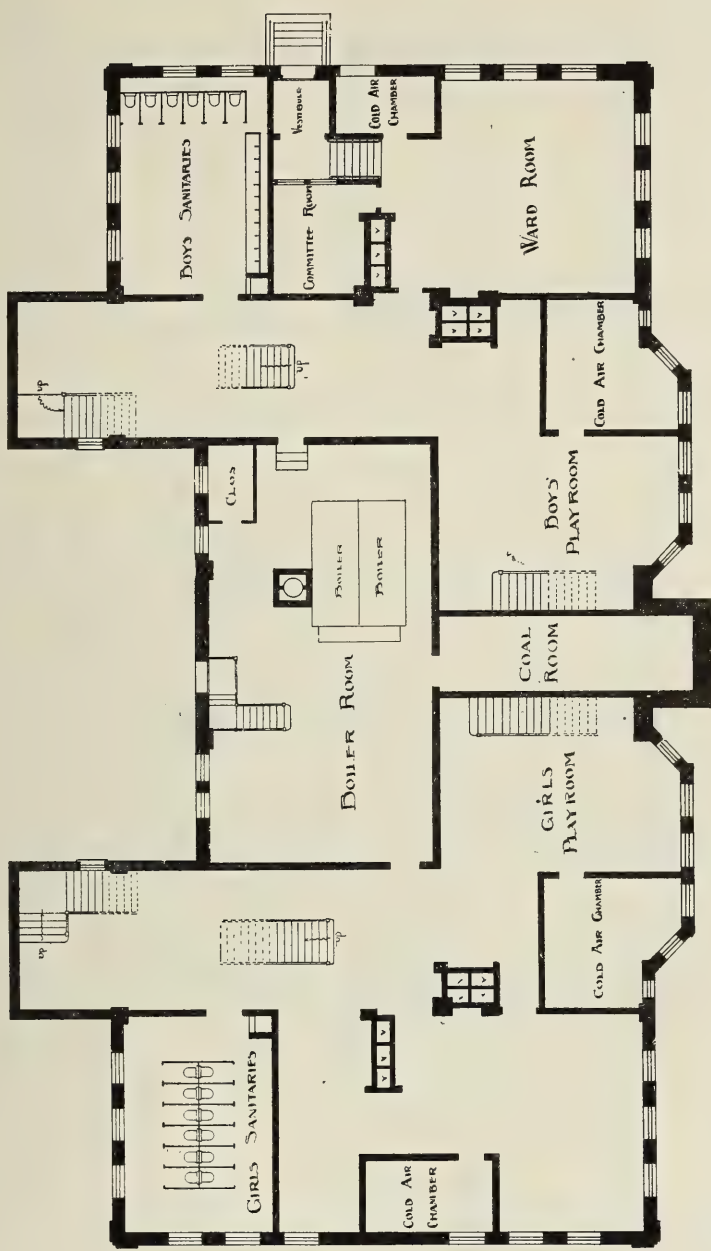 BOYS SANITARIES
VESTIBULE
COLD AIR
CHAMBER
COMMITTEE ROOM
WARD ROOM
UP
UP
CLOS
BOILER
BOILER
BOILER ROOM
COLD AIR CHAMBER
BOYS'
PLAYROOM
UP
COAL
ROOM
GIRLS
PLAYROOM
UP
UP
COLD AIR CHAMBER
GIRLS SANITARIES
COLD AIR
CHAMBER